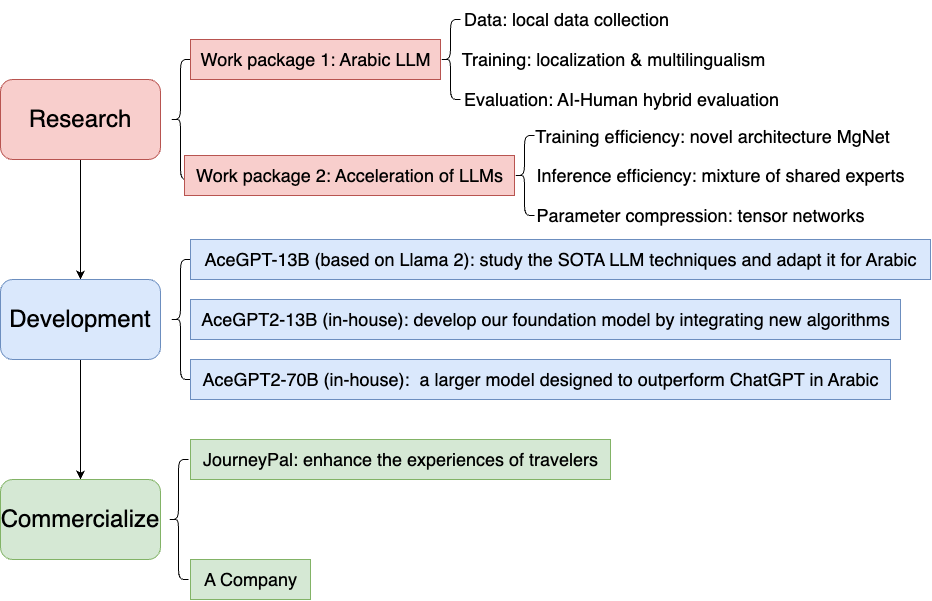 Research
Work package 1: Arabic LLM
Data: local data collection
Training: localization & multilingualism
Evaluation: AI-Human hybrid evaluation
Work package 2: Acceleration of LLMs
Training efficiency: novel architecture MgNet
Inference efficiency: mixture of shared experts
Parameter compression: tensor networks
Development
AceGPT-13B (based on Llama 2): study the SOTA LLM techniques and adapt it for Arabic
AceGPT2-13B (in-house): develop our foundation model by integrating new algorithms
AceGPT2-70B (in-house): a larger model designed to outperform ChatGPT in Arabic
Commercialize
JourneyPal: enhance the experiences of travelers
A Company